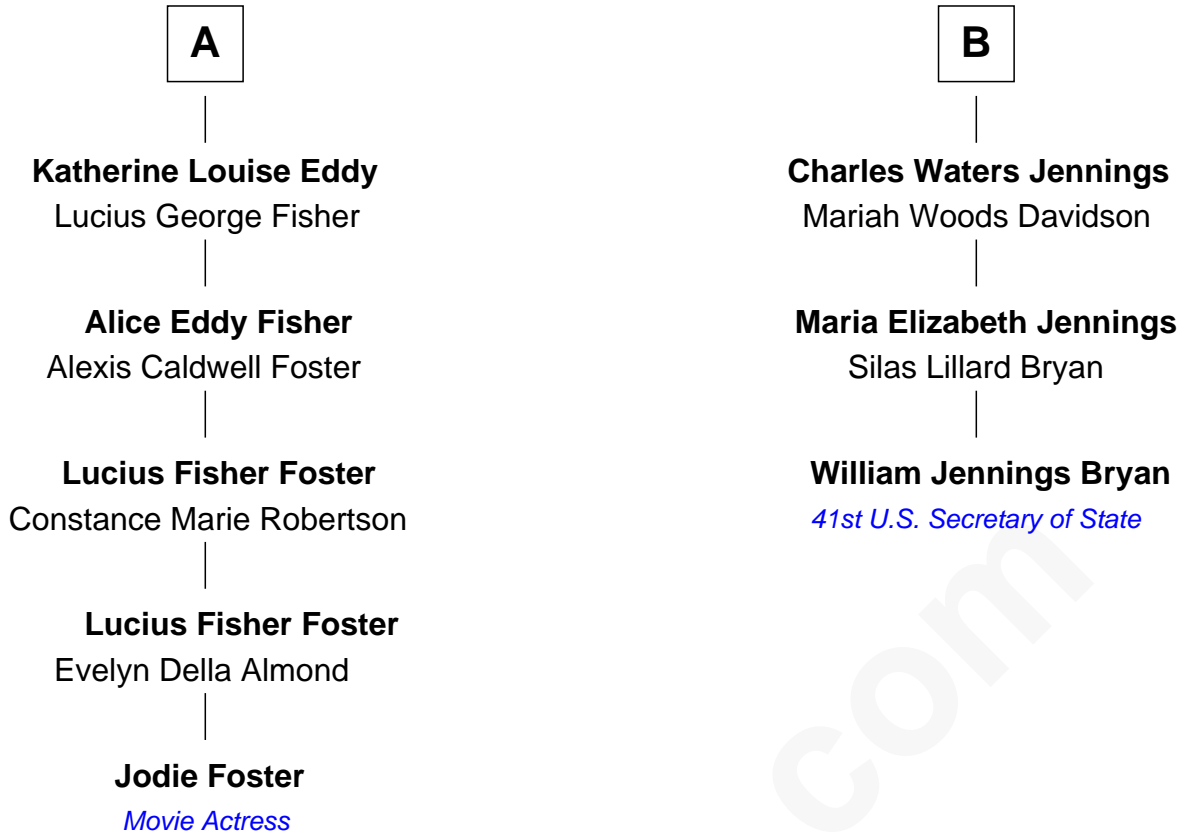 A
Katherine Louise Eddy
Lucius George Fisher
Alice Eddy Fisher
Alexis Caldwell Foster
Lucius Fisher Foster
Constance Marie Robertson
Lucius Fisher Foster
Evelyn Della Almond
Jodie Foster
Movie Actress
B
Charles Waters Jennings
Mariah Woods Davidson
Maria Elizabeth Jennings
Silas Lillard Bryan
William Jennings Bryan
41st U.S. Secretary of State
com